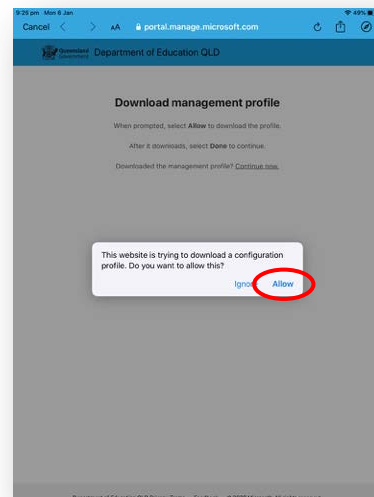 9:25 pm Mon 6 Jan 49%
Cancel AA portal.manage.microsoft.com
Queensland
Government
Department of Education QLD
Download management profile
When prompted, select Allow to download the profile.
After it downloads, select Done to continue.
Downloaded the management profile? Continue now.
This website is trying to download a configuration
profile. Do you want to allow this?
Ignore Allow